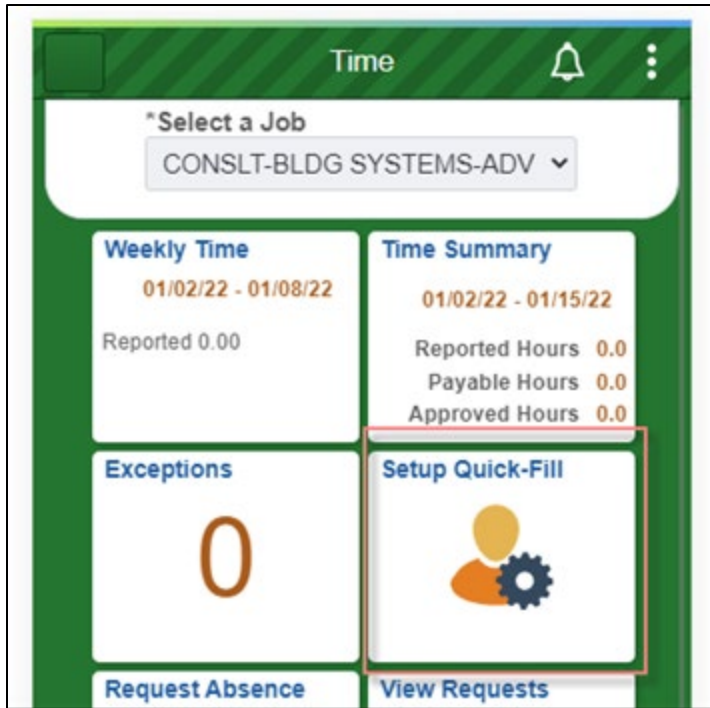 Time
*Select a Job
CONSLT-BLDG SYSTEMS-ADV
Weekly Time
01/02/22 - 01/08/22
Reported 0.00
Time Summary
01/02/22 - 01/15/22
Reported Hours 0.0
Payable Hours 0.0
Approved Hours 0.0
Exceptions
0
Setup Quick-Fill
Request Absence
View Requests